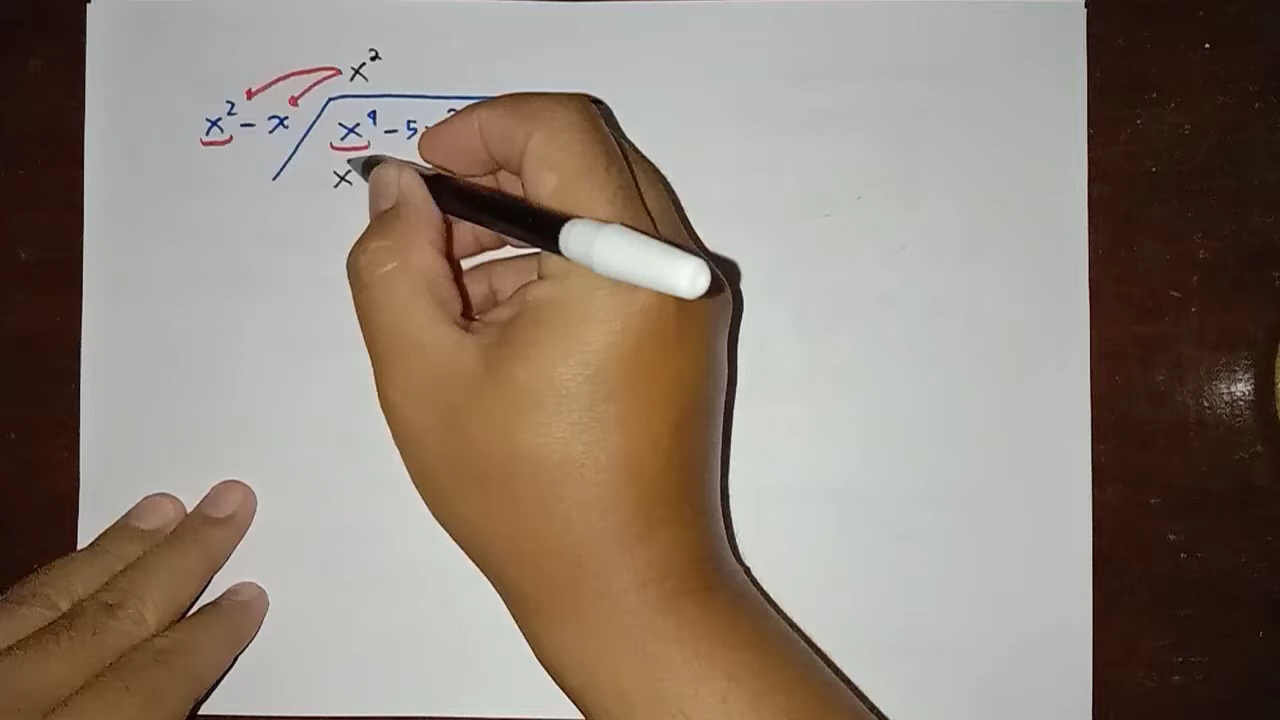 x²
x² - x / x⁴ - 5
x